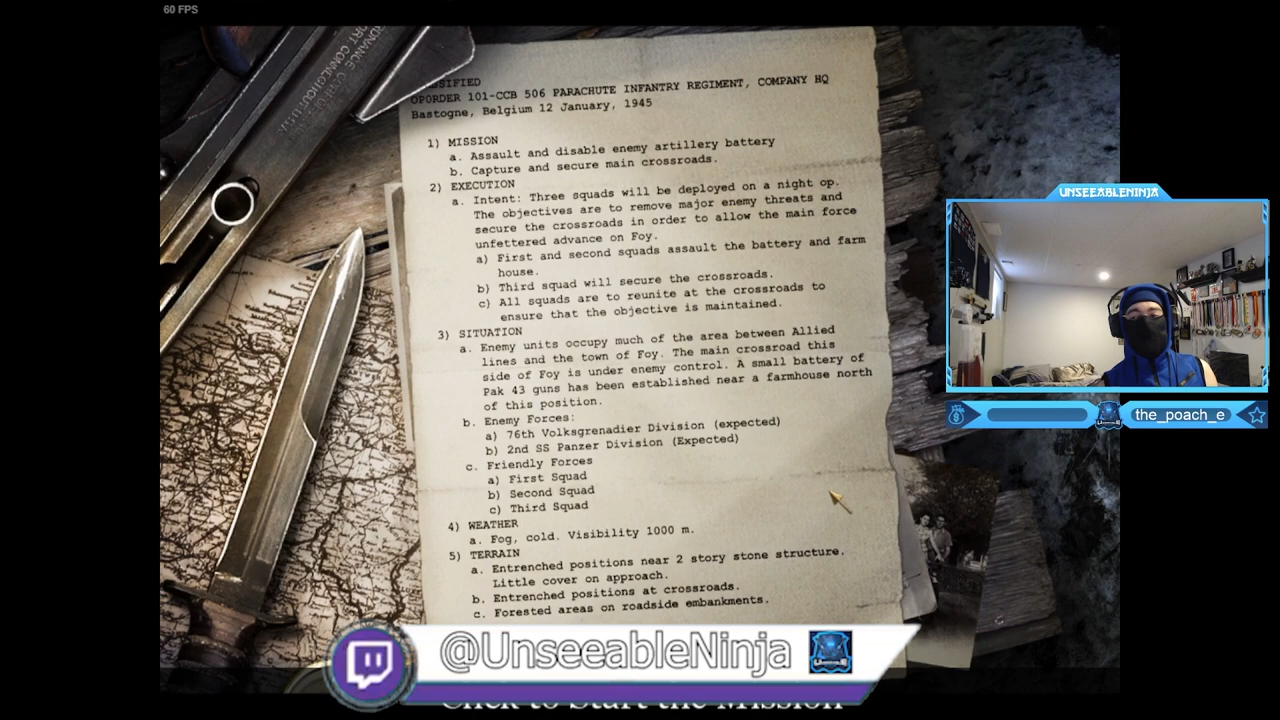 60 FPS
SIFIED
OPORDER 101-CCB 506 PARACHUTE INFANTRY REGIMENT, COMPANY HQ
Bastogne, Belgium 12 January, 1945
1) MISSION
a. Assault and disable enemy artillery battery
b. Capture and secure main crossroads.
2) EXECUTION
a. Intent: Three squads will be deployed on a night op.
The objectives are to remove major enemy threats and
secure the crossroads in order to allow the main force
unfettered advance on Foy.
a) First and second squads assault the battery and farm
house.
b) Third squad will secure the crossroads.
c) All squads are to reunite at the crossroads to
ensure that the objective is maintained.
3) SITUATION
a. Enemy units occupy much of the area between Allied
lines and the town of Foy. The main crossroad this
side of Foy is under enemy control. A small battery of
Pak 43 guns has been established near a farmhouse north
of this position.
b. Enemy Forces:
a) 76th Volksgrenadier Division (expected)
b) 2nd SS Panzer Division (Expected)
c. Friendly Forces
a) First Squad
b) Second Squad
c) Third Squad
4) WEATHER
a. Fog, cold. Visibility 1000 m.
5) TERRAIN
a. Entrenched positions near 2 story stone structure.
Little cover on approach.
b. Entrenched positions at crossroads.
c. Forested areas on roadside embankments.
UNSEEABLENINJA
the_poach_e
@UnseeableNinja
Click to Start the Mission